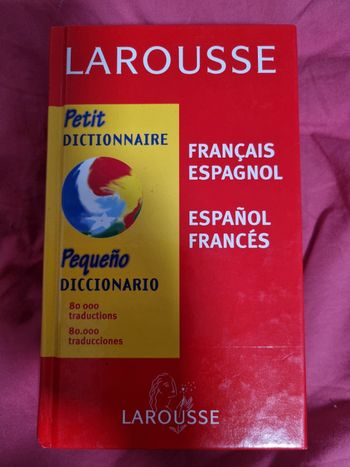 LAROUSSE
Petit
DICTIONNAIRE
FRANÇAIS
ESPAGNOL
ESPAÑOL
FRANCÉS
Pequeño
DICCIONARIO
80 000
traductions
80.000
traducciones
LAROUSSE